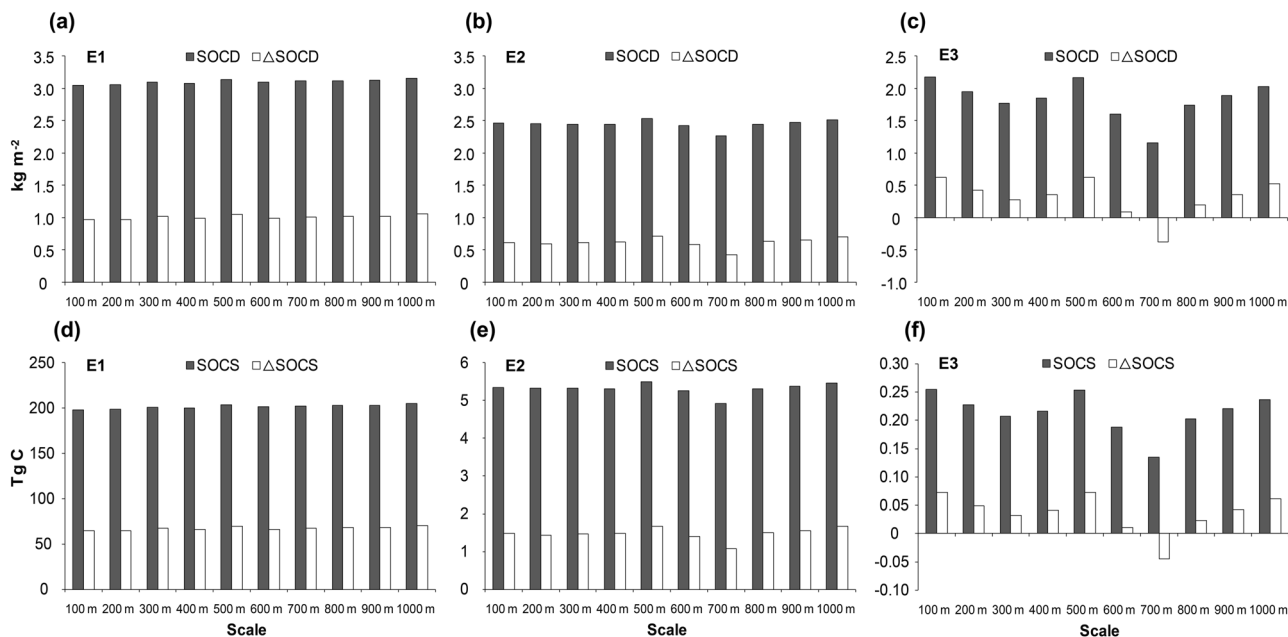 (a)
E1 SOCD △SOCD
3.5
3.0
2.5
2.0
1.5
1.0
0.5
0
kg m⁻²
100 m 200 m 300 m 400 m 500 m 600 m 700 m 800 m 900 m 1000 m
(b)
E2 SOCD △SOCD
3.5
3.0
2.5
2.0
1.5
1.0
0.5
0
100 m 200 m 300 m 400 m 500 m 600 m 700 m 800 m 900 m 1000 m
(c)
E3 SOCD △SOCD
2.5
2.0
1.5
1.0
0.5
0
-0.5
-1.0
100 m 200 m 300 m 400 m 500 m 600 m 700 m 800 m 900 m 1000 m
(d)
E1 SOCS △SOCS
250
200
150
100
50
0
Tg C
100 m 200 m 300 m 400 m 500 m 600 m 700 m 800 m 900 m 1000 m
Scale
(e)
E2 SOCS △SOCS
6
5
4
3
2
1
0
100 m 200 m 300 m 400 m 500 m 600 m 700 m 800 m 900 m 1000 m
Scale
(f)
E3 SOCS △SOCS
0.30
0.25
0.20
0.15
0.10
0.05
0
-0.05
-0.10
100 m 200 m 300 m 400 m 500 m 600 m 700 m 800 m 900 m 1000 m
Scale